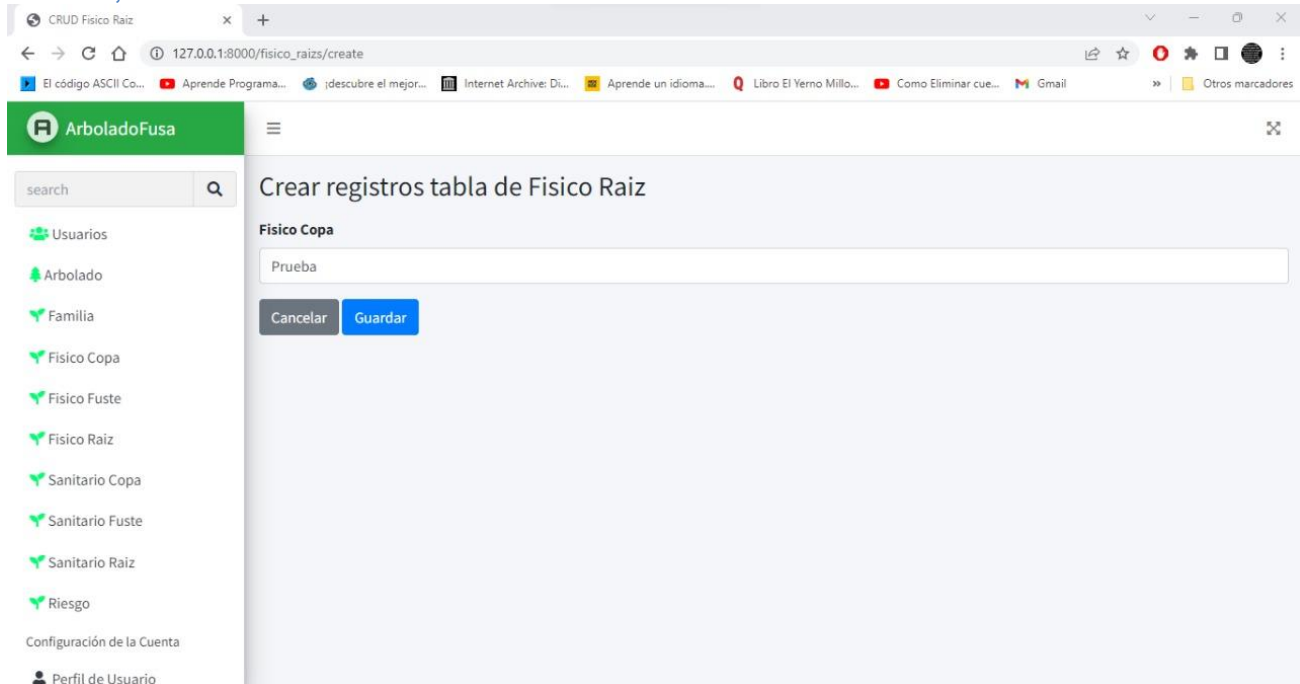 CRUD Fisico Raiz
127.0.0.1:8000/fisico_raizs/create
El código ASCII Co... Aprende Programa... ¡descubre el mejor... Internet Archive: Di... Aprende un idioma.... Libro El Yerno Millo... Como Eliminar cue... Gmail » Otros marcadores
ArboladoFusa
search
Crear registros tabla de Fisico Raiz
Fisico Copa
Prueba
Cancelar Guardar
Usuarios
Arbolado
Familia
Fisico Copa
Fisico Fuste
Fisico Raiz
Sanitario Copa
Sanitario Fuste
Sanitario Raiz
Riesgo
Configuración de la Cuenta
Perfil de Usuario